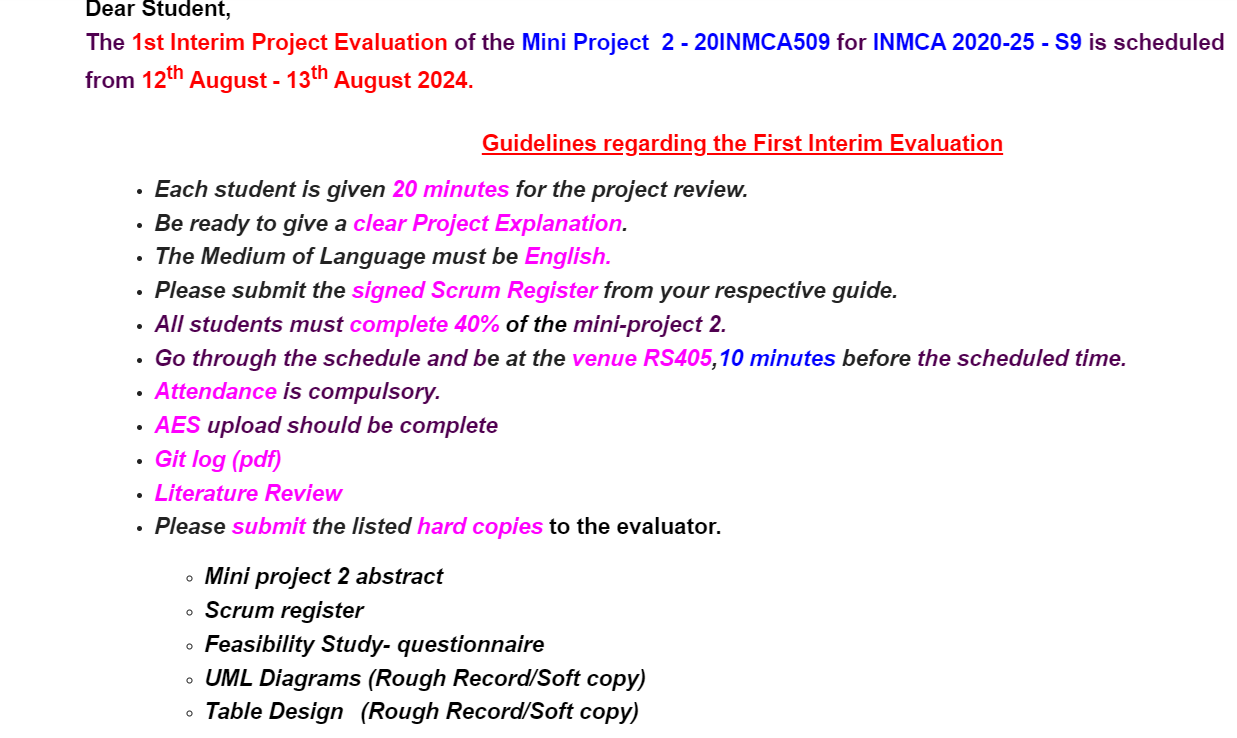 Dear Student,
The 1st Interim Project Evaluation of the Mini Project  2 - 20INMCA509 for INMCA 2020-25 - S9 is scheduled
from 12th August - 13th August 2024.
Guidelines regarding the First Interim Evaluation
• Each student is given 20 minutes for the project review.
• Be ready to give a clear Project Explanation.
• The Medium of Language must be English.
• Please submit the signed Scrum Register from your respective guide.
• All students must complete 40% of the mini-project 2.
• Go through the schedule and be at the venue RS405,10 minutes before the scheduled time.
• Attendance is compulsory.
• AES upload should be complete
• Git log (pdf)
• Literature Review
• Please submit the listed hard copies to the evaluator.
◦ Mini project 2 abstract
◦ Scrum register
◦ Feasibility Study- questionnaire
◦ UML Diagrams (Rough Record/Soft copy)
◦ Table Design  (Rough Record/Soft copy)